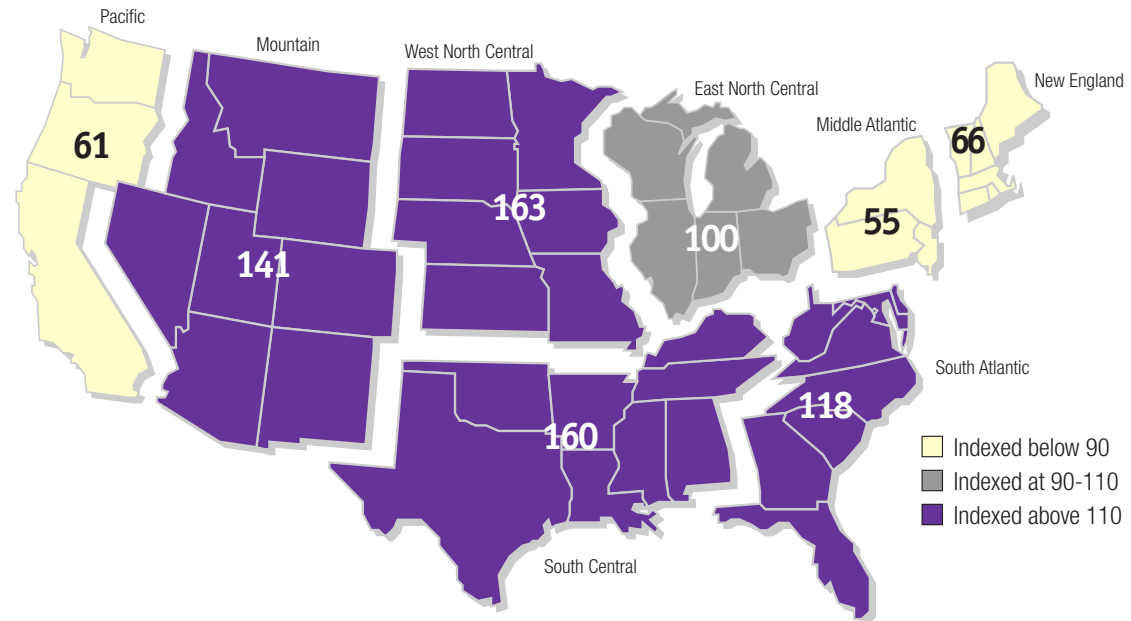 Pacific
Mountain
West North Central
East North Central
New England
Middle Atlantic
61
66
163
55
100
141
South Atlantic
118
160
Indexed below 90
Indexed at 90-110
Indexed above 110
South Central